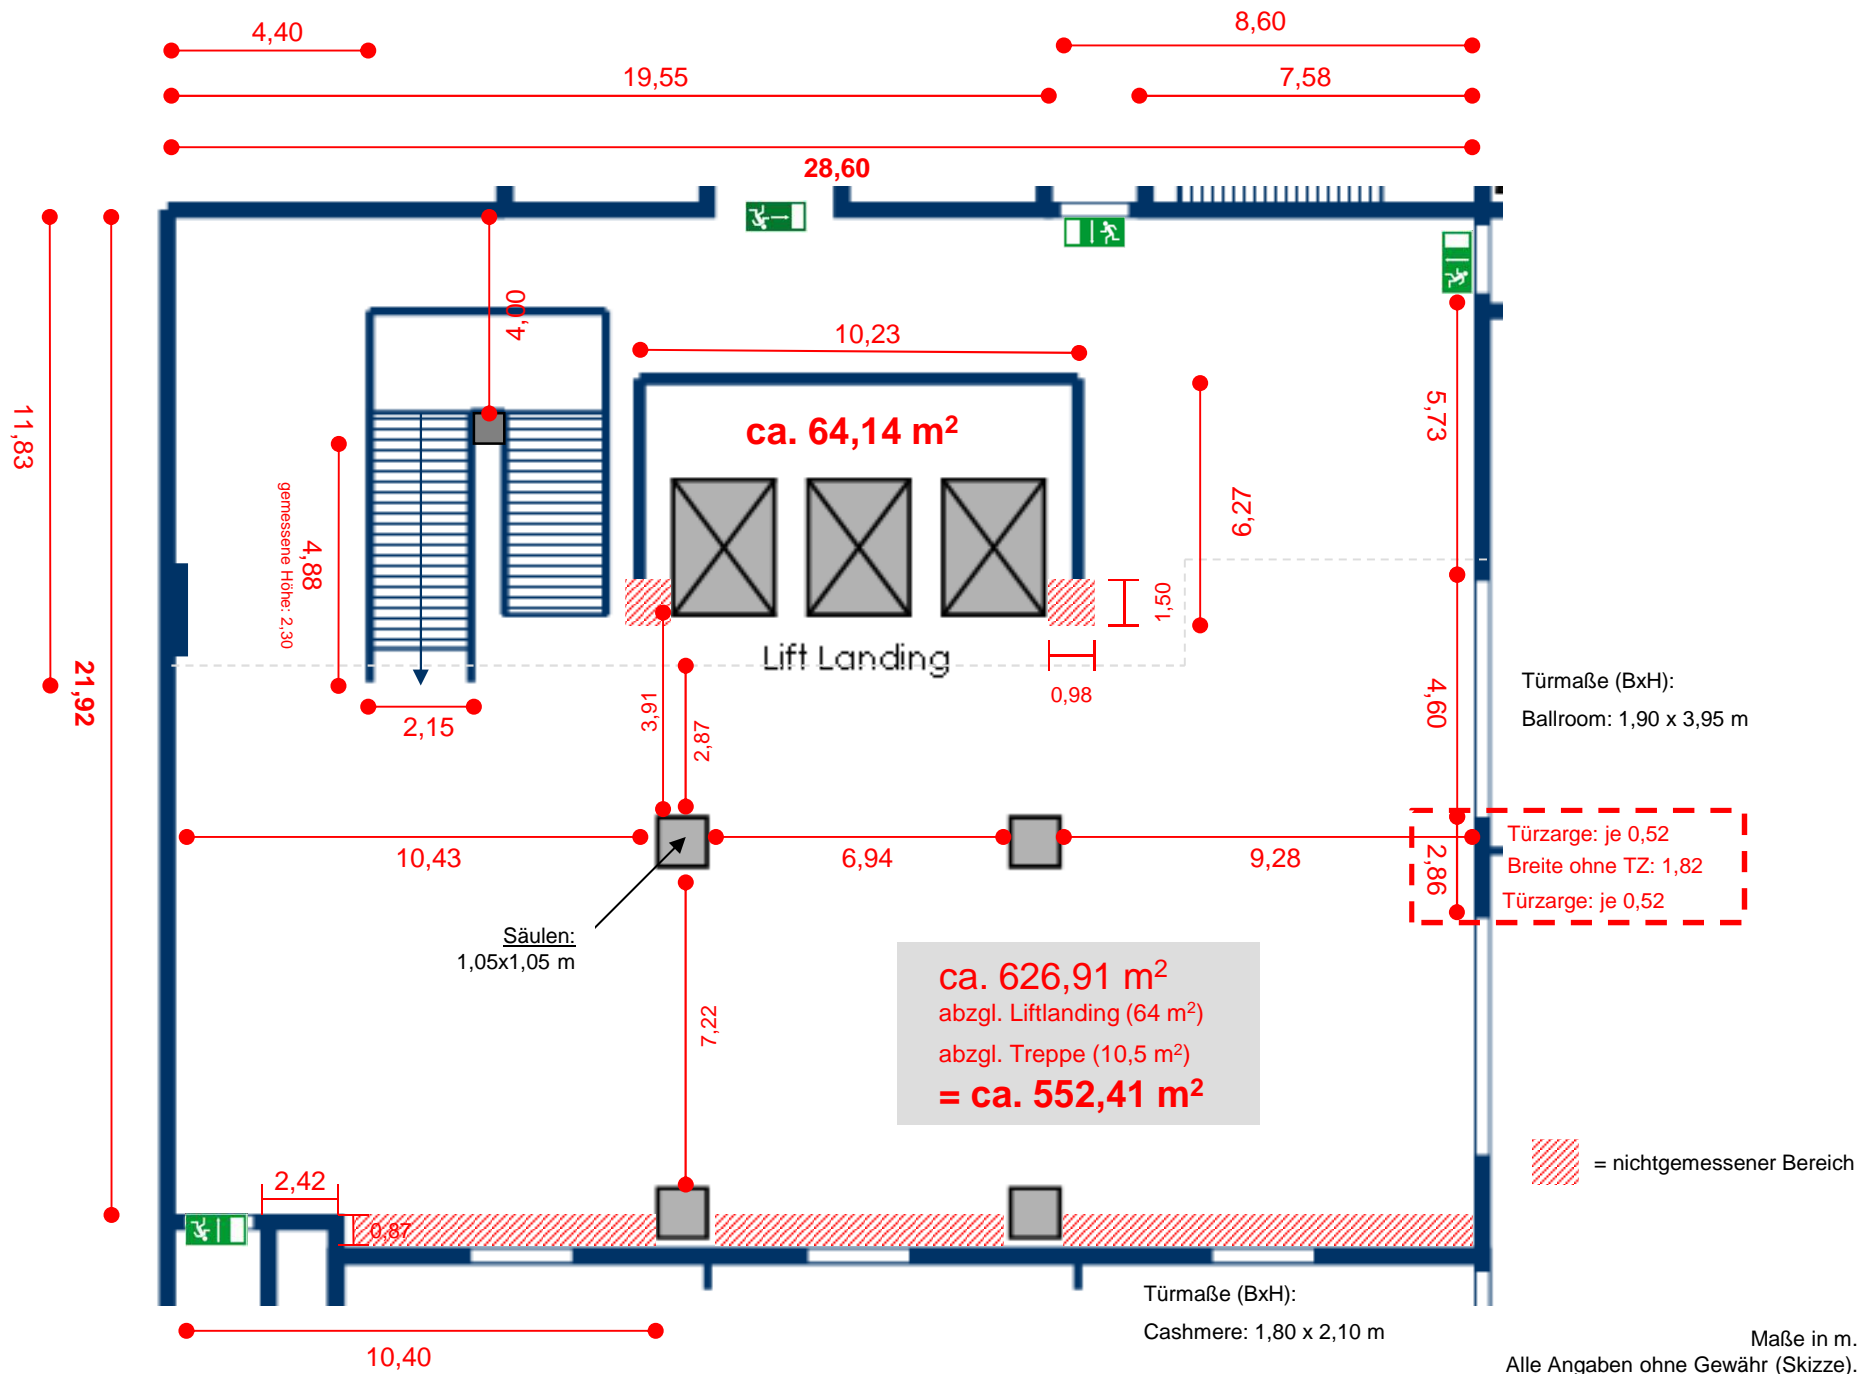 4,40
8,60
19,55
7,58
28,60
4,00
10,23
11,83
5,73
ca. 64,14 m²
6,27
4,88
gemessene Höhe: 2,30
1,50
Lift Landing
21,92
3,91
0,98
4,60
Türmaße (BxH):
Ballroom: 1,90 x 3,95 m
2,15
2,87
10,43
6,94
9,28
2,86
Türzarge: je 0,52
Breite ohne TZ: 1,82
Türzarge: je 0,52
Säulen:
1,05x1,05 m
7,22
ca. 626,91 m²
abzgl. Liftlanding (64 m²)
abzgl. Treppe (10,5 m²)
= ca. 552,41 m²
= nichtgemessener Bereich
2,42
0,87
Türmaße (BxH):
Cashmere: 1,80 x 2,10 m
10,40
Maße in m.
Alle Angaben ohne Gewähr (Skizze).